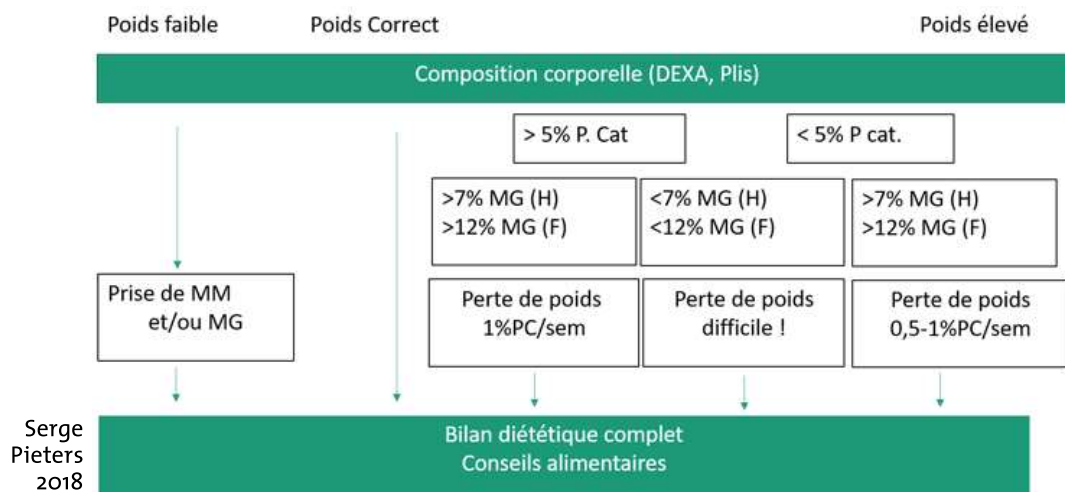 Poids faible
Poids Correct
Poids élevé
Composition corporelle (DEXA, Plis)
> 5% P. Cat
< 5% P cat.
>7% MG (H)
>12% MG (F)
<7% MG (H)
<12% MG (F)
>7% MG (H)
>12% MG (F)
Prise de MM
et/ou MG
Perte de poids
1%PC/sem
Perte de poids
difficile !
Perte de poids
0,5-1%PC/sem
Bilan diététique complet
Conseils alimentaires
Serge
Pieters
2018